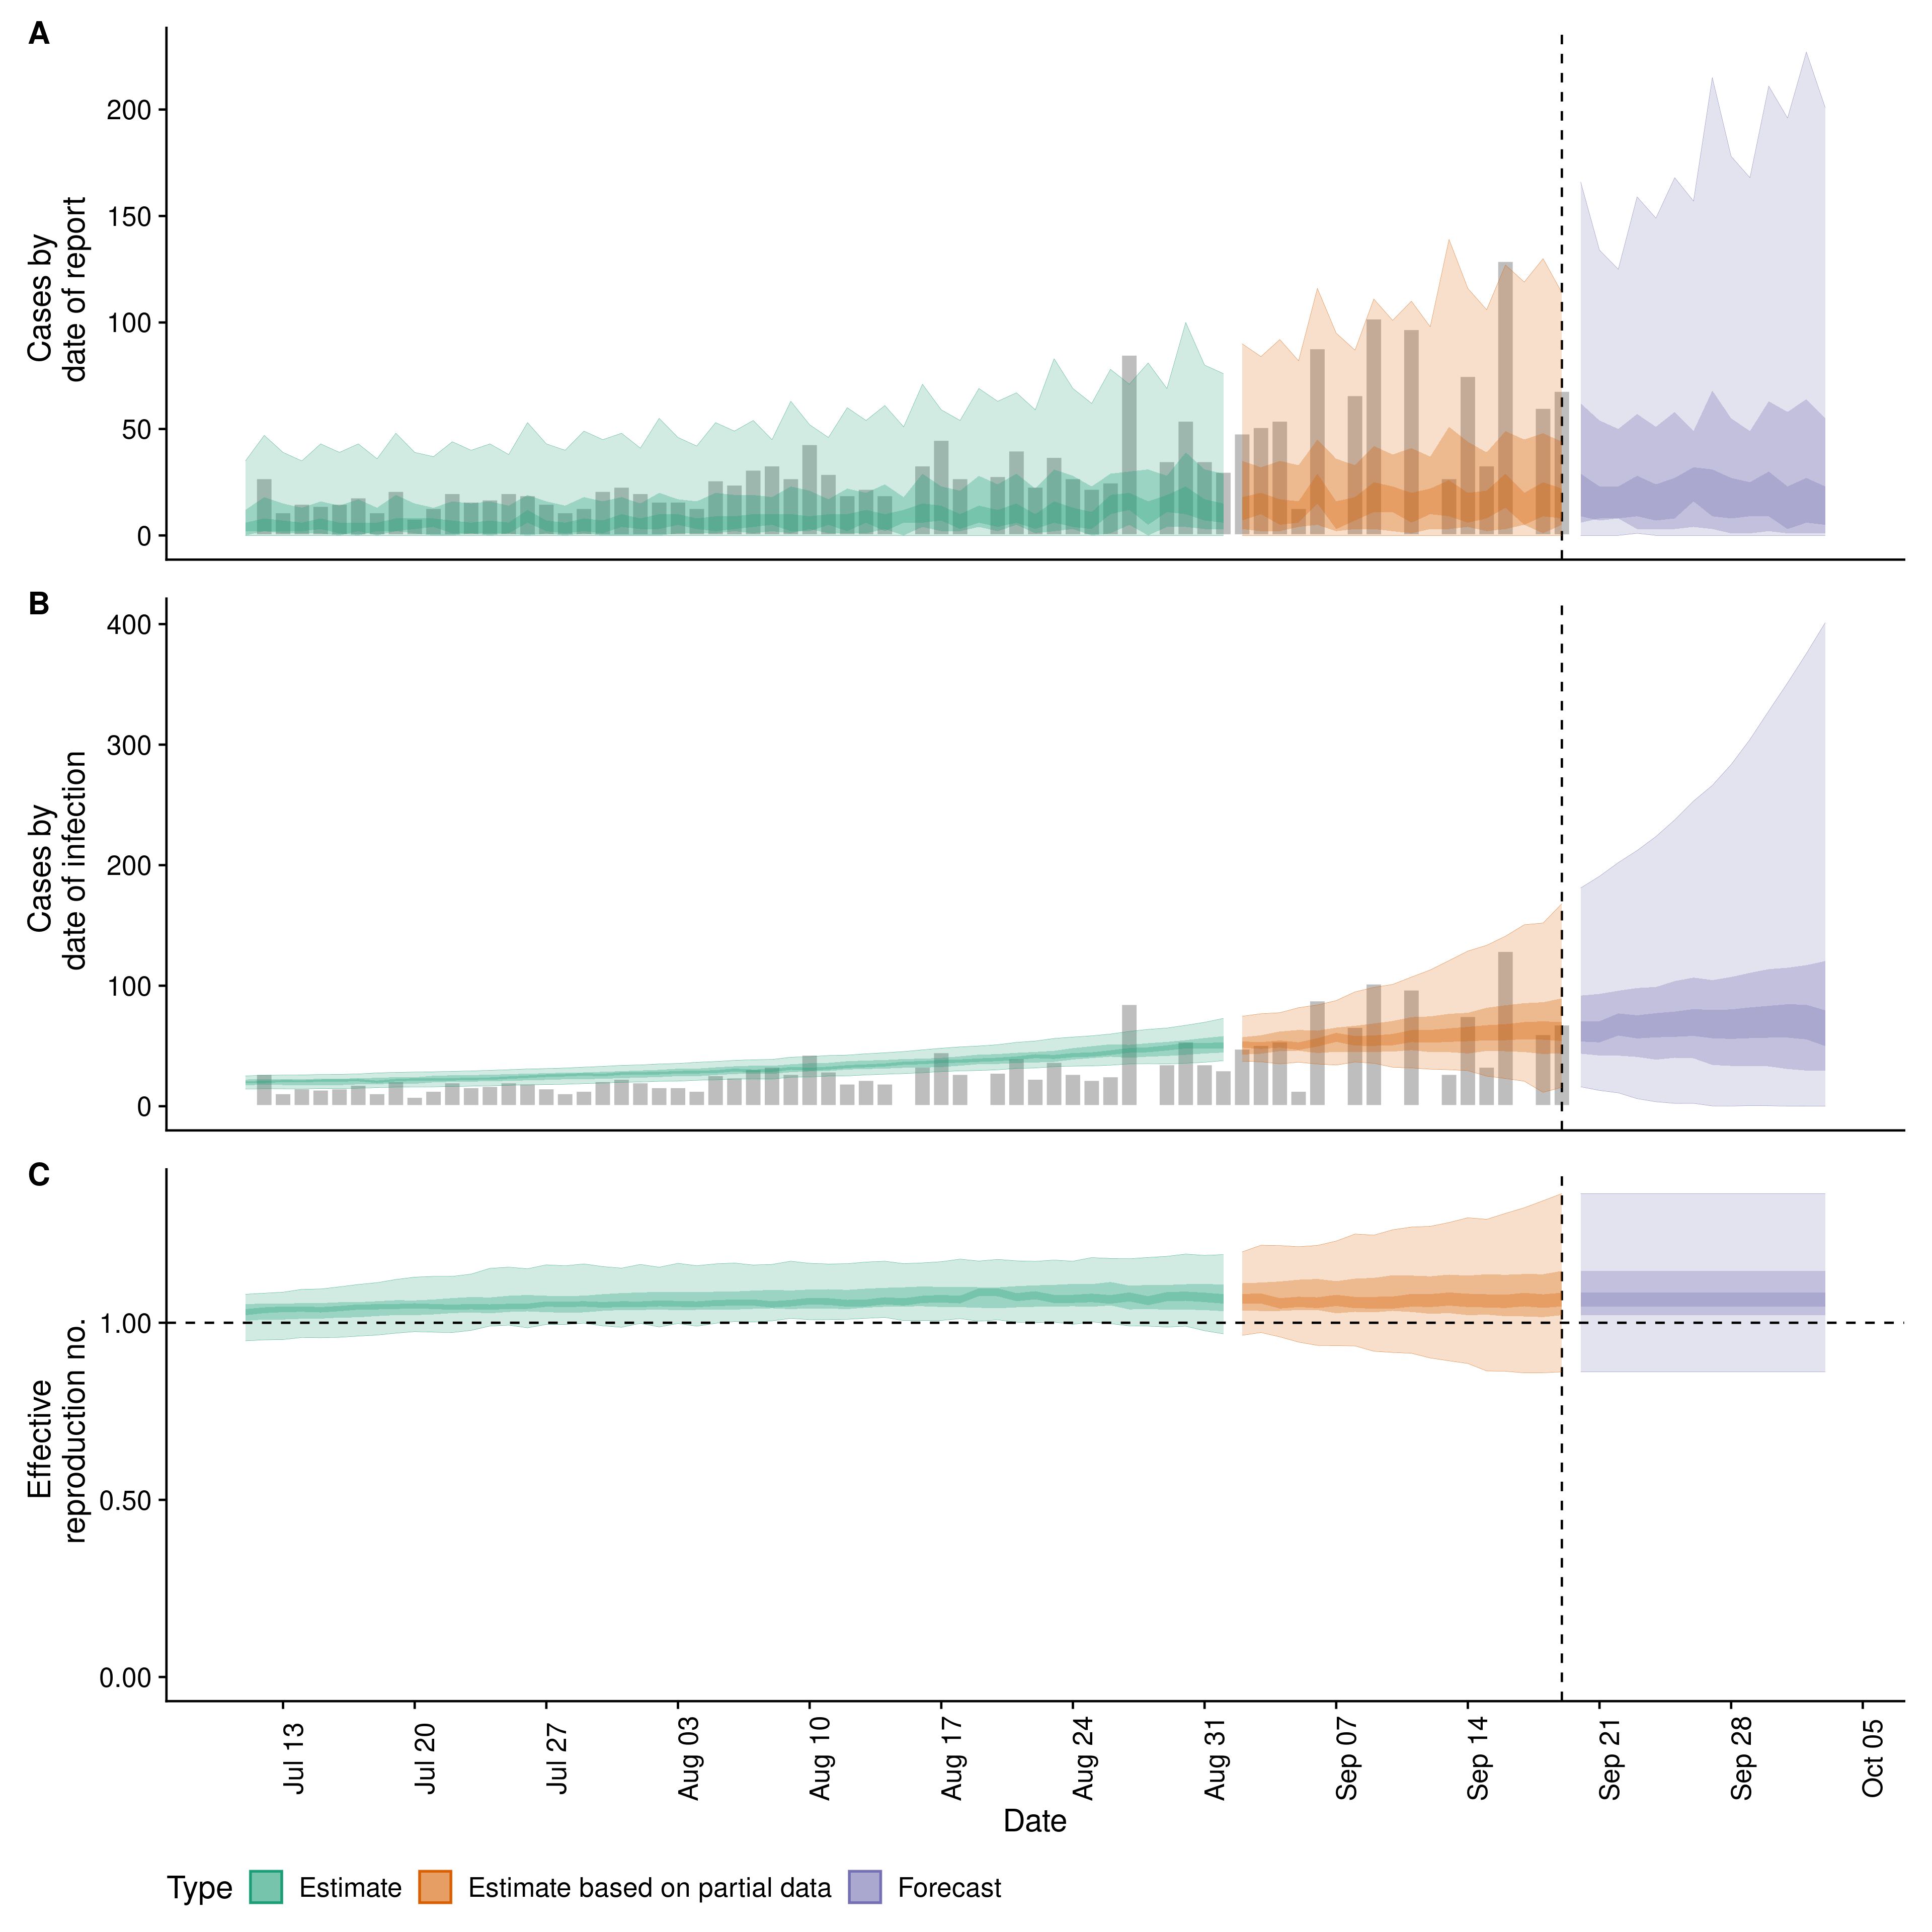 A
Cases by
date of report
200
150
100
50
0
B
Cases by
date of infection
400
300
200
100
0
C
Effective
reproduction no.
1.00
0.50
0.00
Jul 13
Jul 20
Jul 27
Aug 03
Aug 10
Aug 17
Aug 24
Aug 31
Sep 07
Sep 14
Sep 21
Sep 28
Oct 05
Date
Type Estimate Estimate based on partial data Forecast